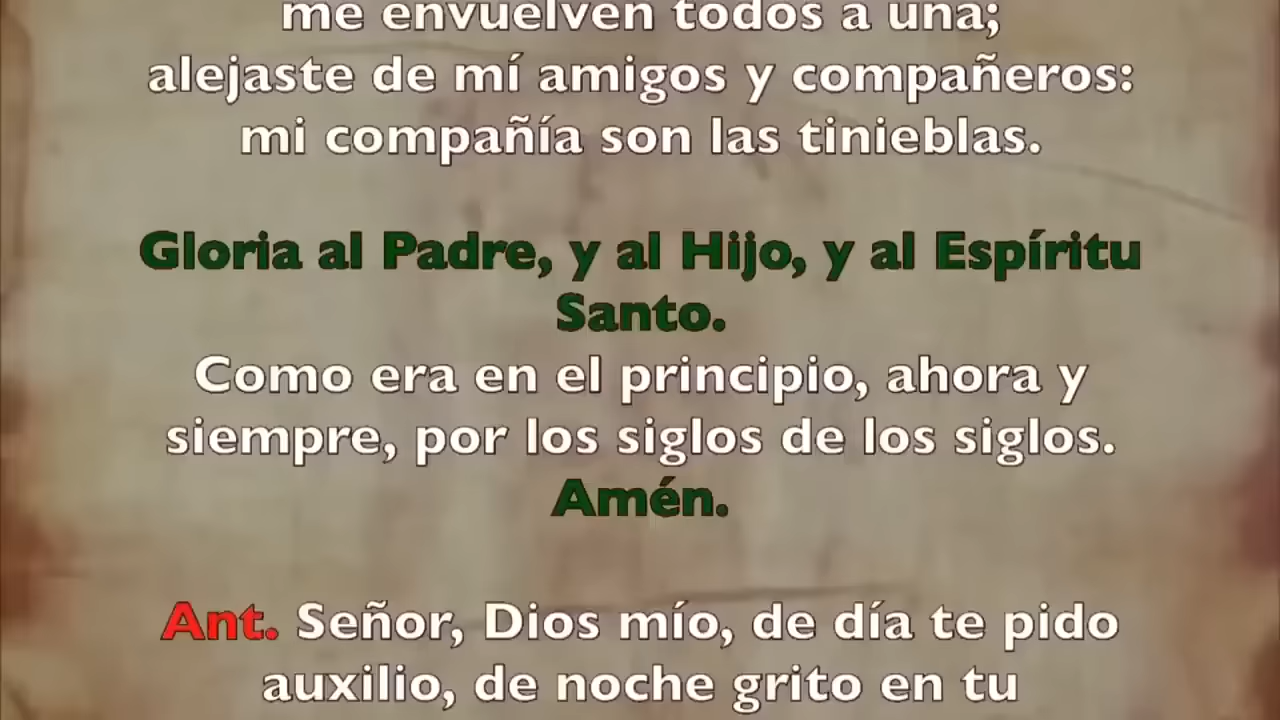 me envuelven todos a una;
alejaste de mí amigos y compañeros:
mi compañía son las tinieblas.
Gloria al Padre, y al Hijo, y al Espíritu
Santo.
Como era en el principio, ahora y
siempre, por los siglos de los siglos.
Amén.
Ant. Señor, Dios mío, de día te pido
auxilio, de noche grito en tu